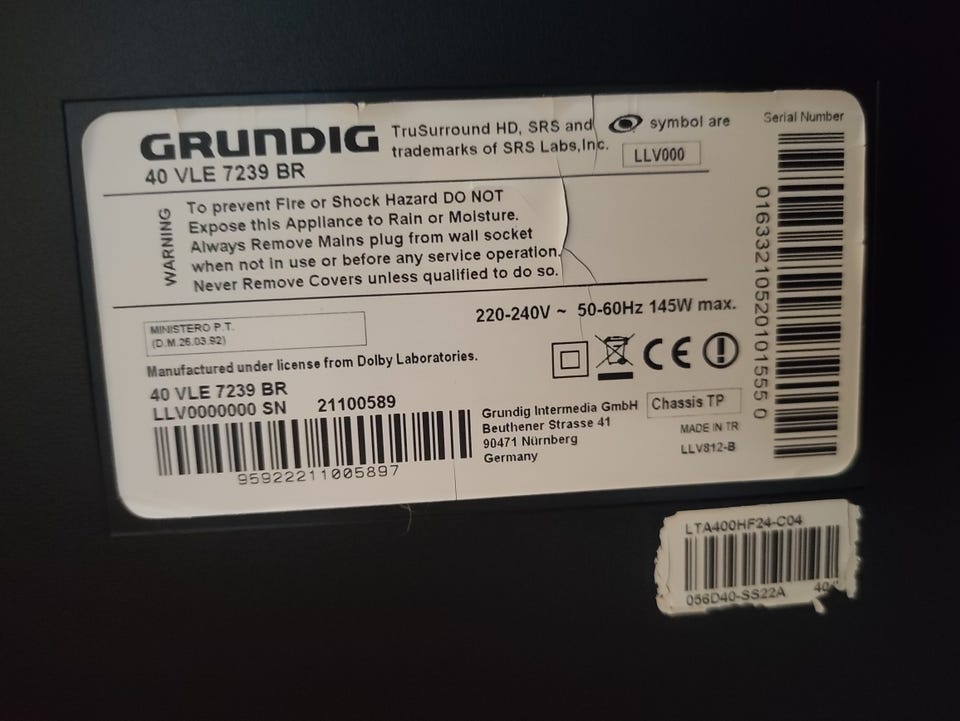 GRUNDIG
40 VLE 7239 BR
TruSurround HD, SRS and symbol are
trademarks of SRS Labs,Inc.
LLV000
Serial Number
WARNING
To prevent Fire or Shock Hazard DO NOT
Expose this Appliance to Rain or Moisture.
Always Remove Mains plug from wall socket
when not in use or before any service operation.
Never Remove Covers unless qualified to do so.
01633210520101555 0
220-240V ~ 50-60Hz 145W max.
MINISTERO P.T.
(D.M.26.03.92)
Manufactured under license from Dolby Laboratories.
CE
40 VLE 7239 BR
LLV0000000 SN 21100589
95922211005897
Grundig Intermedia GmbH
Beuthener Strasse 41
90471 Nürnberg
Germany
Chassis TP
MADE IN TR
LLV812-B
LTA400HF24-C04
056D40-SS22A